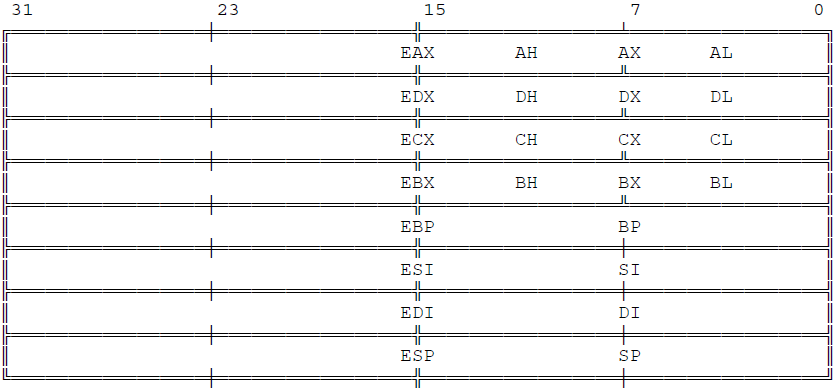 31 23 15 7 0
EAX AH AX AL
EDX DH DX DL
ECX CH CX CL
EBX BH BX BL
EBP BP
ESI SI
EDI DI
ESP SP